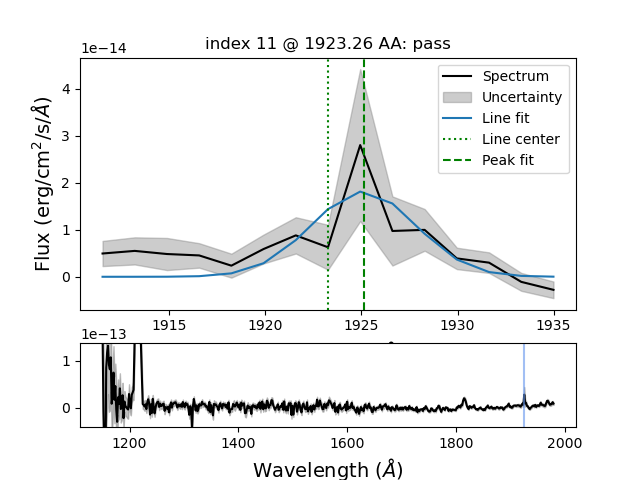 index 11 @ 1923.26 AA: pass
1e−14
Flux (erg/cm²/s/Å)
4
3
2
1
0
Spectrum
Uncertainty
Line fit
Line center
Peak fit
1915
1920
1925
1930
1935
1e−13
1
0
1200
1400
1600
1800
2000
Wavelength (Å)